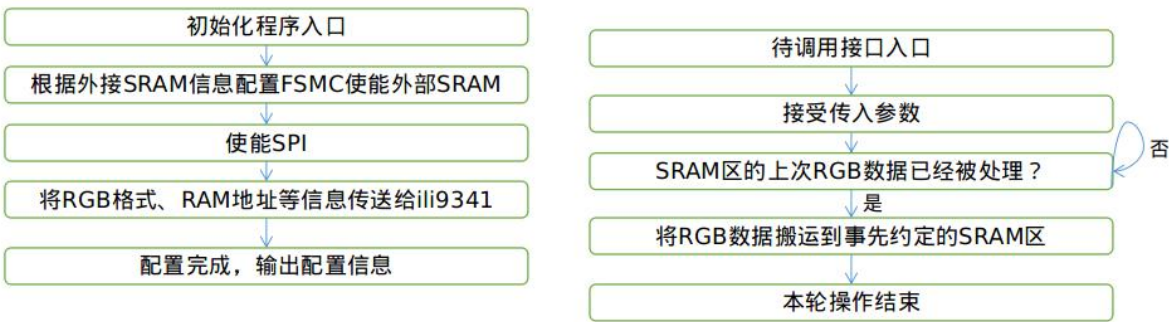 初始化程序入口
根据外接SRAM信息配置FSMC使能外部SRAM
使能SPI
将RGB格式、RAM地址等信息传送给ili9341
配置完成，输出配置信息
待调用接口入口
接受传入参数
SRAM区的上次RGB数据已经被处理？
否
是
将RGB数据搬运到事先约定的SRAM区
本轮操作结束